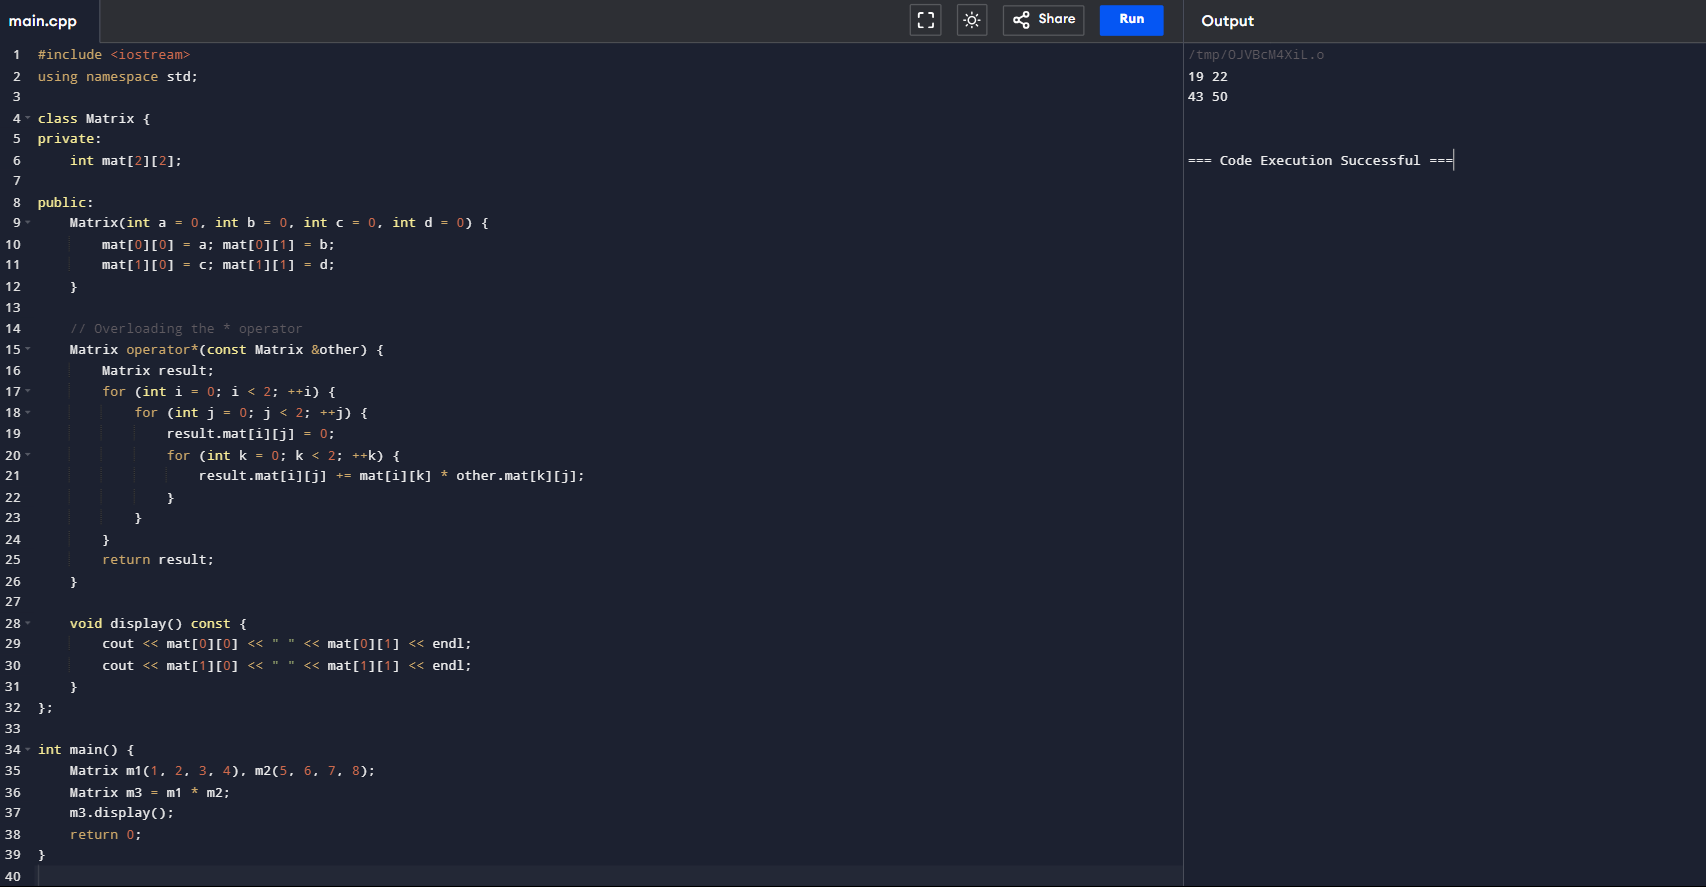 main.cpp
Share
Run
Output
1 #include <iostream>
2 using namespace std;
3
4 class Matrix {
5 private:
6     int mat[2][2];
7
8 public:
9     Matrix(int a = 0, int b = 0, int c = 0, int d = 0) {
10         mat[0][0] = a; mat[0][1] = b;
11         mat[1][0] = c; mat[1][1] = d;
12     }
13
14     // Overloading the * operator
15     Matrix operator*(const Matrix &other) {
16         Matrix result;
17         for (int i = 0; i < 2; ++i) {
18             for (int j = 0; j < 2; ++j) {
19                 result.mat[i][j] = 0;
20                 for (int k = 0; k < 2; ++k) {
21                     result.mat[i][j] += mat[i][k] * other.mat[k][j];
22                 }
23             }
24         }
25         return result;
26     }
27
28     void display() const {
29         cout << mat[0][0] << " " << mat[0][1] << endl;
30         cout << mat[1][0] << " " << mat[1][1] << endl;
31     }
32 };
33
34 int main() {
35     Matrix m1(1, 2, 3, 4), m2(5, 6, 7, 8);
36     Matrix m3 = m1 * m2;
37     m3.display();
38     return 0;
39 }
40
/tmp/OJVBcM4XiL.o
19 22
43 50
=== Code Execution Successful ===